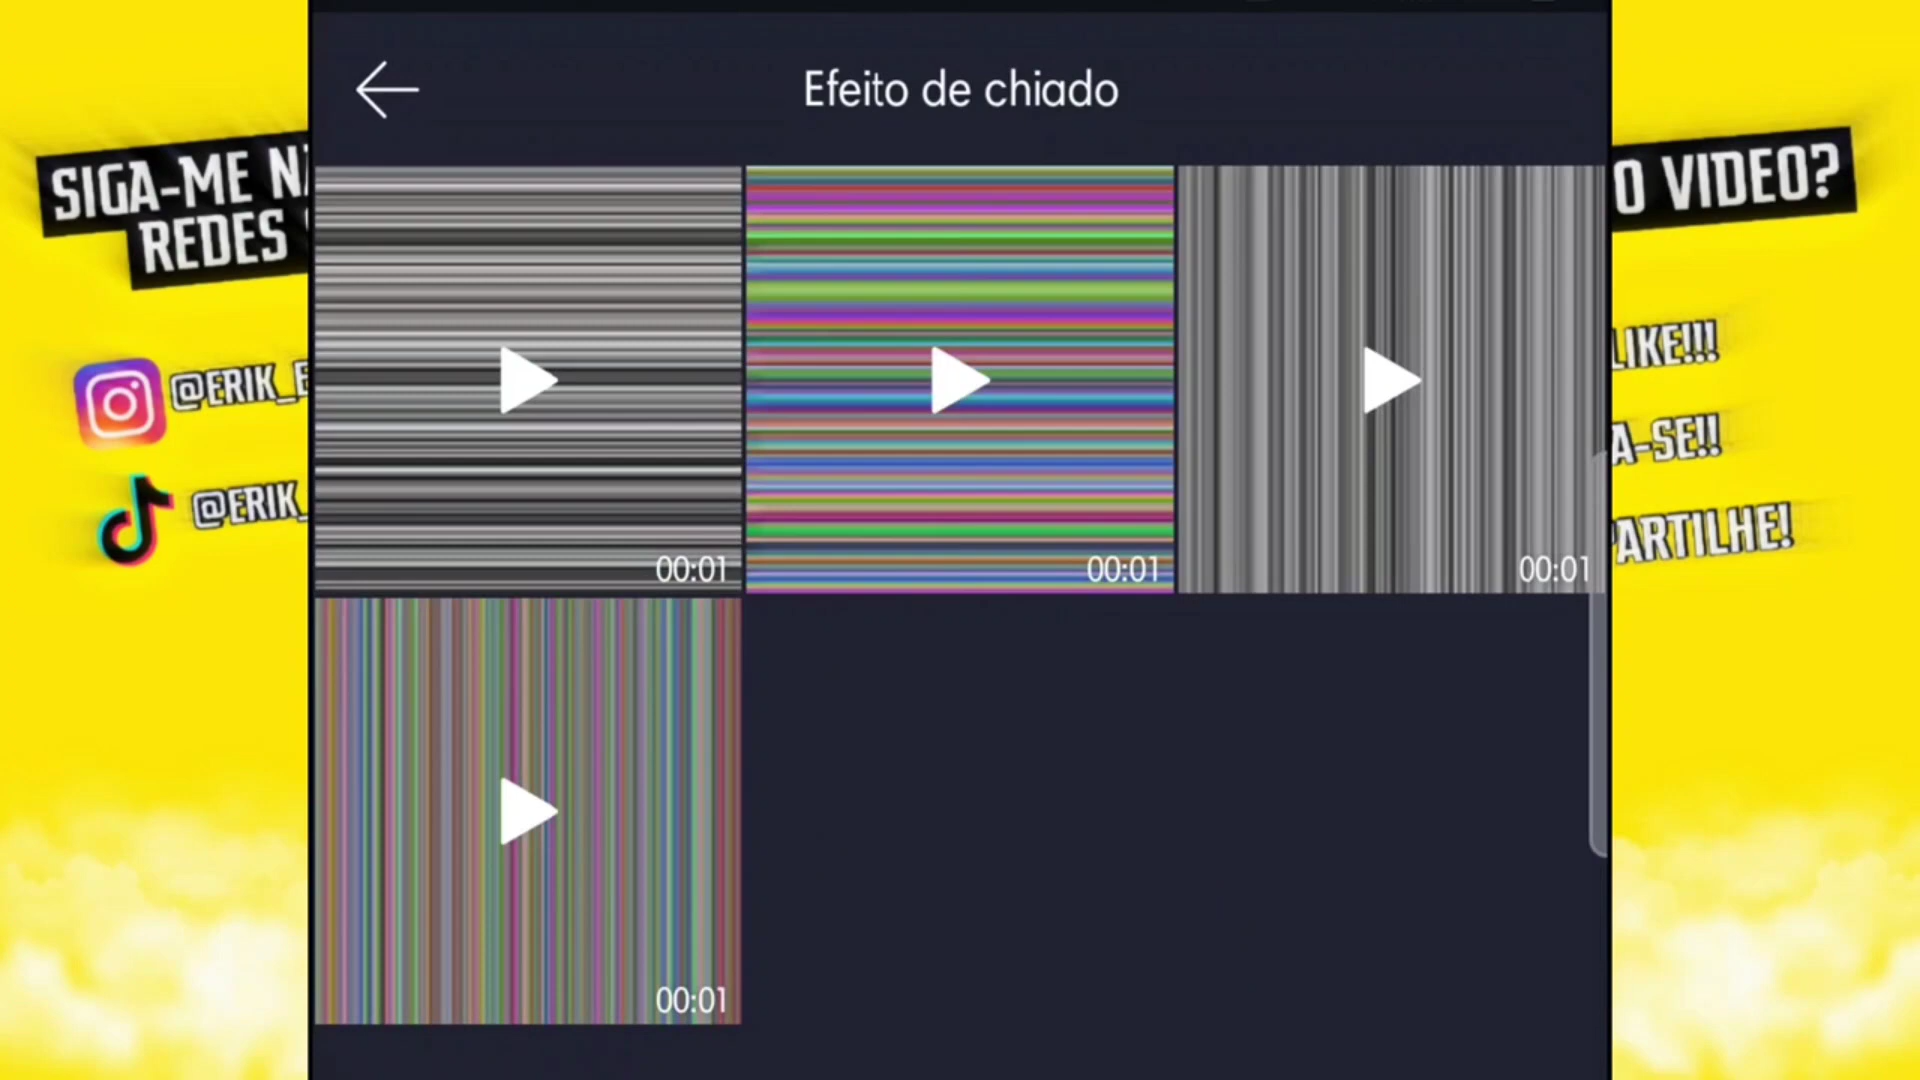 Efeito de chiado
SIGA-ME
REDES
O VIDEO?
LIKE!!!
A-SE!!
PARTILHE!
@ERIK_E
@ERIK_
00:01
00:01
00:01
00:01